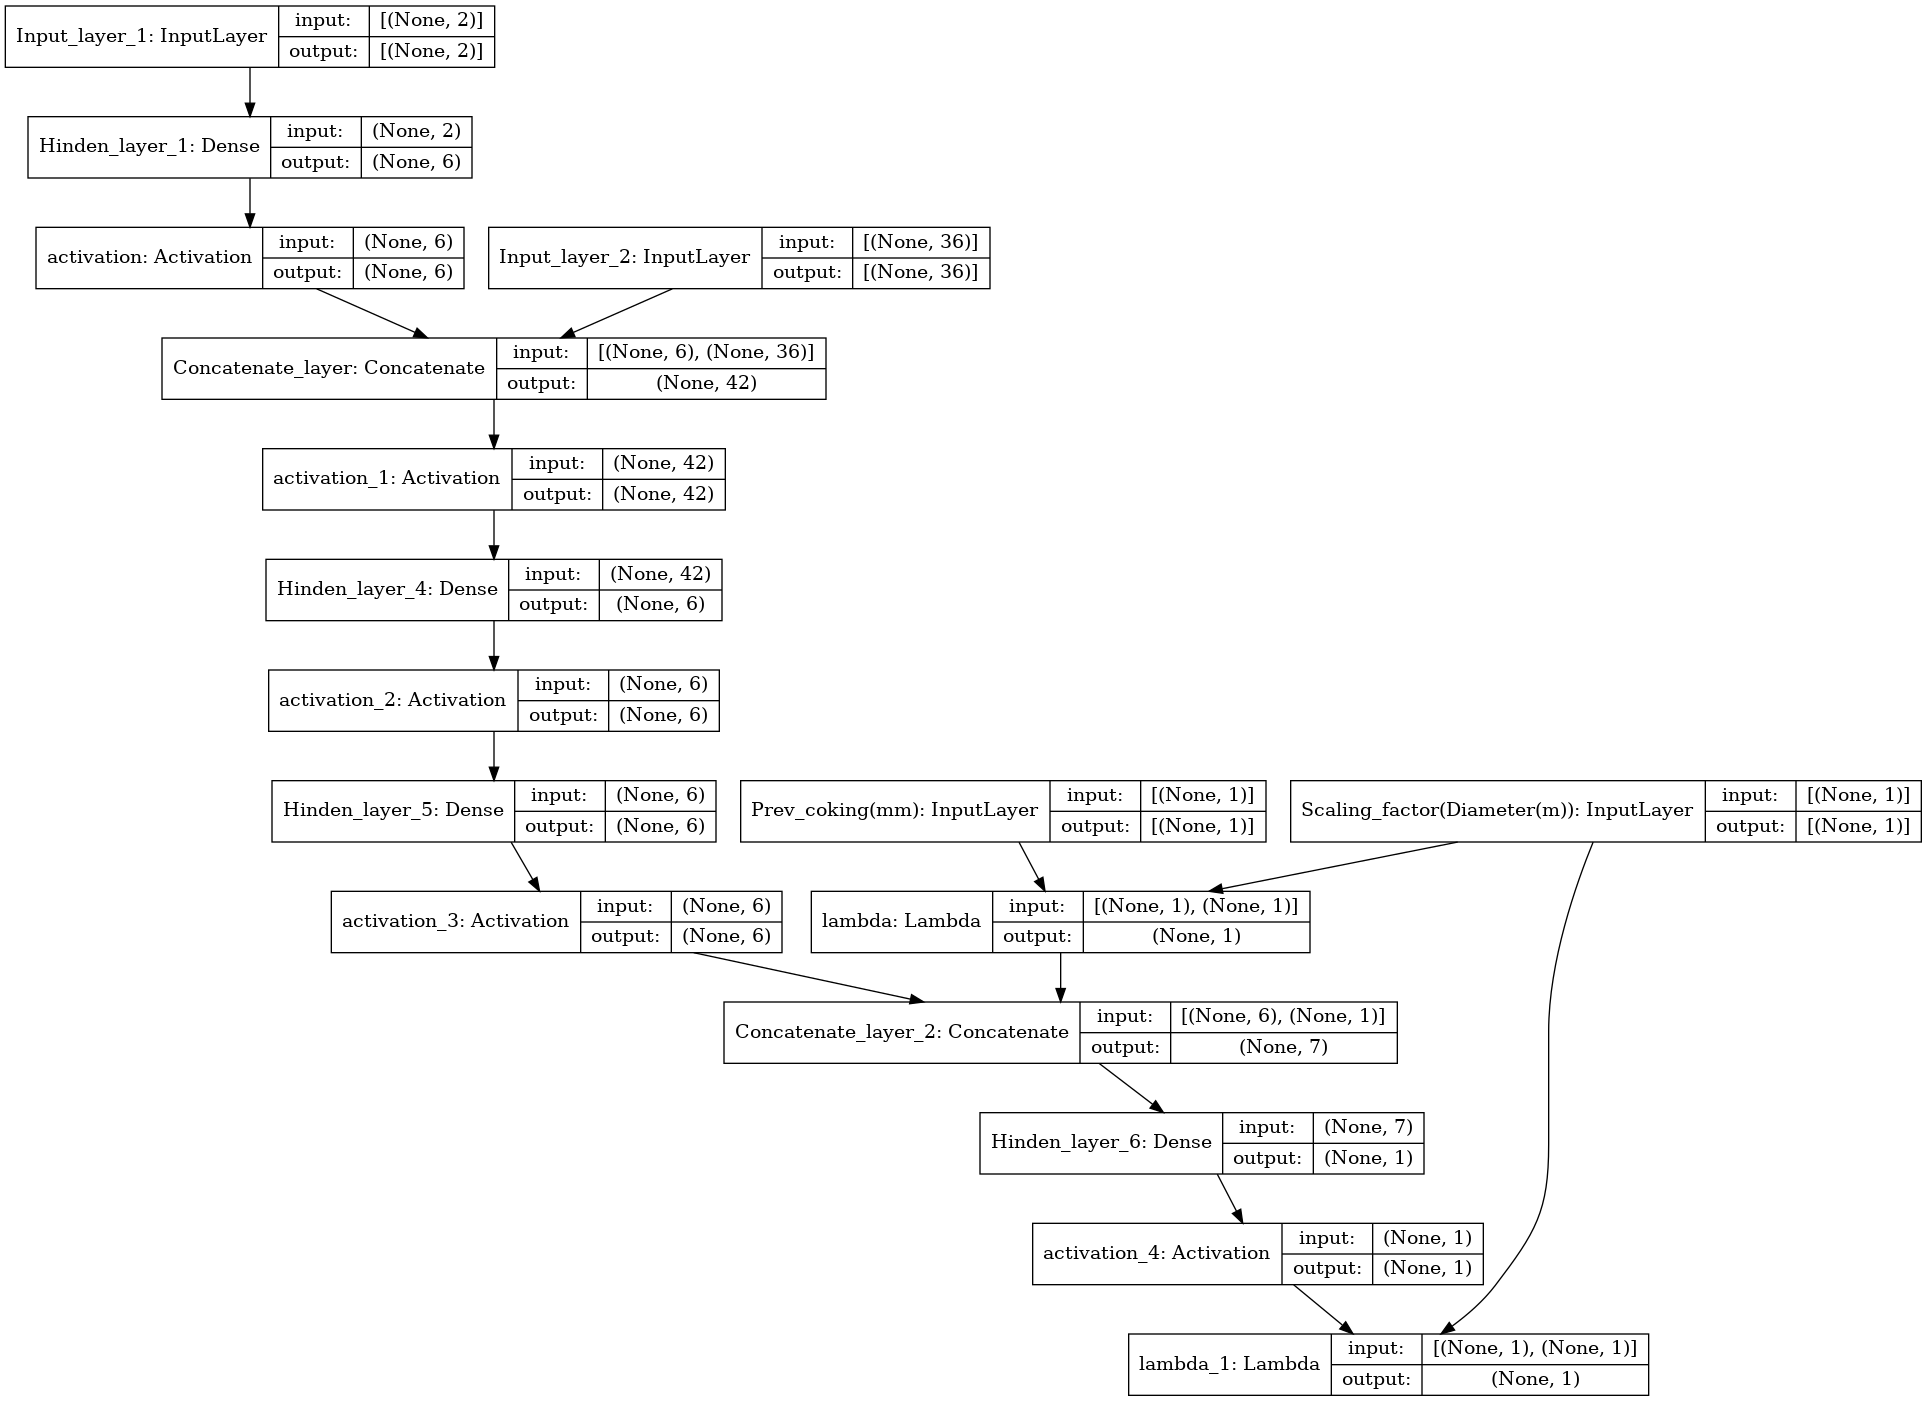 Input_layer_1: InputLayer
input:
[(None, 2)]
output:
[(None, 2)]
Hinden_layer_1: Dense
input:
(None, 2)
output:
(None, 6)
activation: Activation
input:
(None, 6)
output:
(None, 6)
Input_layer_2: InputLayer
input:
[(None, 36)]
output:
[(None, 36)]
Concatenate_layer: Concatenate
input:
[(None, 6), (None, 36)]
output:
(None, 42)
activation_1: Activation
input:
(None, 42)
output:
(None, 42)
Hinden_layer_4: Dense
input:
(None, 42)
output:
(None, 6)
activation_2: Activation
input:
(None, 6)
output:
(None, 6)
Hinden_layer_5: Dense
input:
(None, 6)
output:
(None, 6)
Prev_coking(mm): InputLayer
input:
[(None, 1)]
output:
[(None, 1)]
Scaling_factor(Diameter(m)): InputLayer
input:
[(None, 1)]
output:
[(None, 1)]
activation_3: Activation
input:
(None, 6)
output:
(None, 6)
lambda: Lambda
input:
[(None, 1), (None, 1)]
output:
(None, 1)
Concatenate_layer_2: Concatenate
input:
[(None, 6), (None, 1)]
output:
(None, 7)
Hinden_layer_6: Dense
input:
(None, 7)
output:
(None, 1)
activation_4: Activation
input:
(None, 1)
output:
(None, 1)
lambda_1: Lambda
input:
[(None, 1), (None, 1)]
output:
(None, 1)